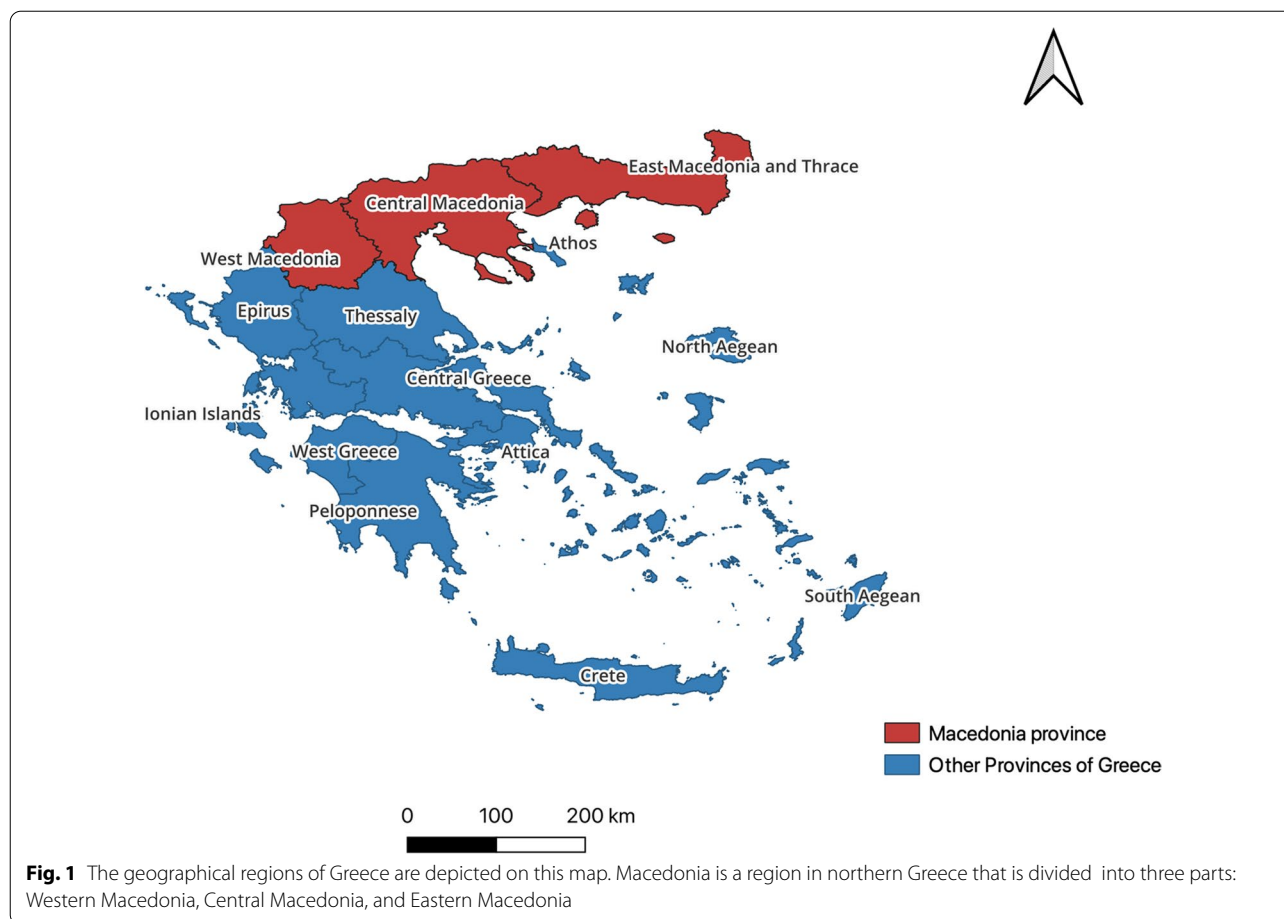 East Macedonia and Thrace
Central Macedonia
Athos
West Macedonia
Epirus
Thessaly
North Aegean
Central Greece
Ionian Islands
West Greece
Attica
Peloponnese
South Aegean
Crete
Macedonia province
Other Provinces of Greece
0 100 200 km
Fig. 1 The geographical regions of Greece are depicted on this map. Macedonia is a region in northern Greece that is divided into three parts:
Western Macedonia, Central Macedonia, and Eastern Macedonia